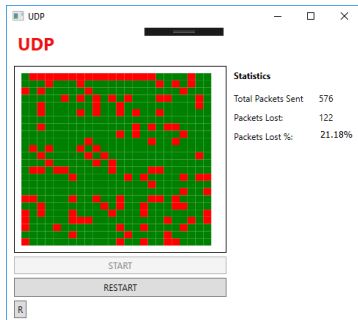 UDP
UDP
Statistics
Total Packets Sent 576
Packets Lost: 122
Packets Lost %: 21.18%
START
RESTART
R